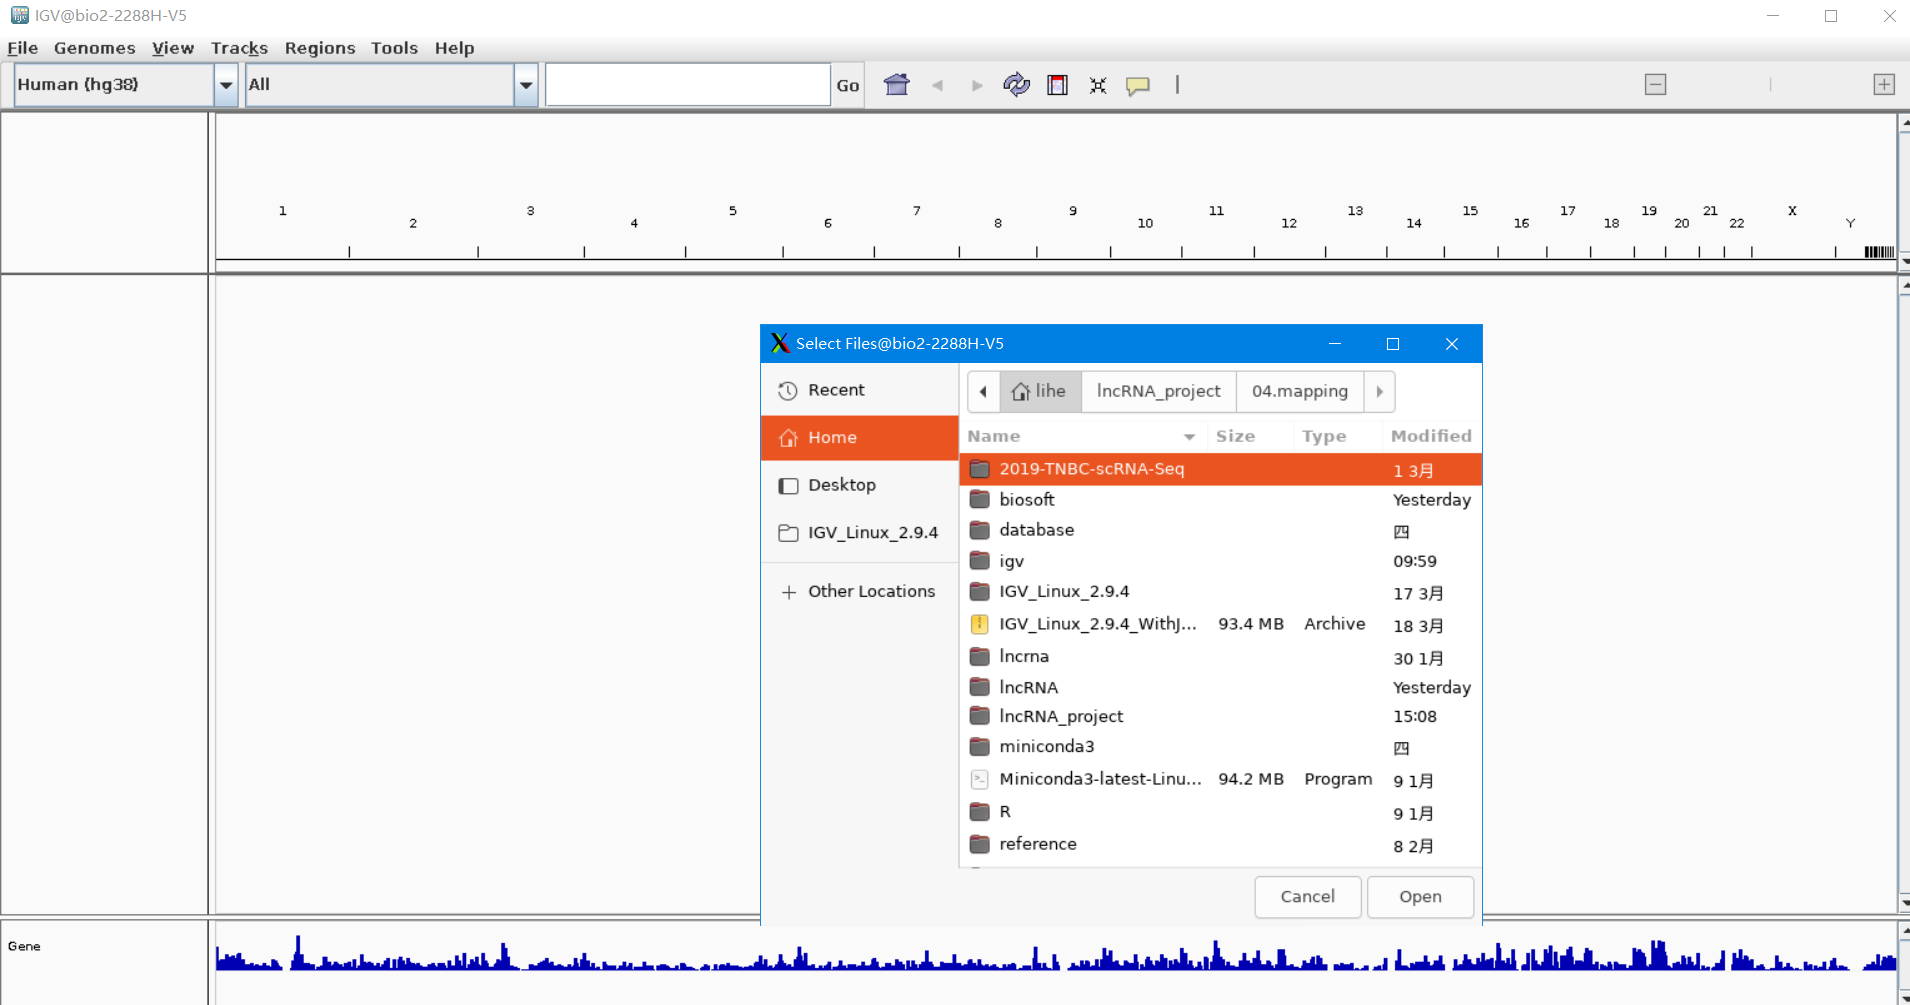 IGV@bio2-2288H-V5
File Genomes View Tracks Regions Tools Help
Human (hg38) All Go
1 2 3 4 5 6 7 8 9 10 11 12 13 14 15 16 17 18 19 20 21 22 X Y
Select Files@bio2-2288H-V5
Recent
Home
Desktop
IGV_Linux_2.9.4
Other Locations
lihe lncRNA_project 04.mapping
Name Size Type Modified
2019-TNBC-scRNA-Seq 1 3月
biosoft Yesterday
database 四
igv 09:59
IGV_Linux_2.9.4 17 3月
IGV_Linux_2.9.4_WithJ... 93.4 MB Archive 18 3月
lncrna 30 1月
lncRNA Yesterday
lncRNA_project 15:08
miniconda3 四
Miniconda3-latest-Linu... 94.2 MB Program 9 1月
R 9 1月
reference 8 2月
Cancel Open
Gene